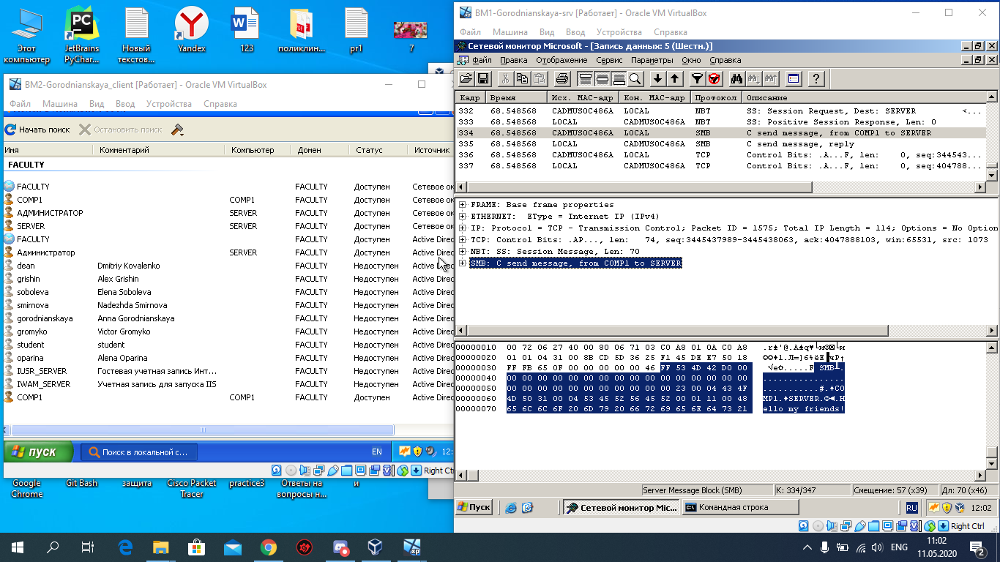 Этот компьютер
JetBrains PyChar...
Новый текстов...
Yandex
123
поликлин...
pr1
7
BM2-Gorodnianskaya_client [Работает] - Oracle VM VirtualBox
Файл Машина Вид Ввод Устройства Справка
Начать поиск Остановить поиск
Имя Комментарий Компьютер Домен Статус Источник
FACULTY
FACULTY FACULTY Доступен Сетевое ок
COMP1 COMP1 FACULTY Доступен Сетевое ок
АДМИНИСТРАТОР SERVER FACULTY Доступен Сетевое ок
SERVER SERVER FACULTY Доступен Сетевое ок
FACULTY FACULTY Доступен Active Direc
Администратор SERVER FACULTY Доступен Active Direc
dean Dmitriy Kovalenko FACULTY Недоступен Active Direc
grishin Alex Grishin FACULTY Недоступен Active Direc
soboleva Elena Soboleva FACULTY Недоступен Active Direc
smirnova Nadezhda Smirnova FACULTY Недоступен Active Direc
gorodnianskaya Anna Gorodnianskaya FACULTY Недоступен Active Direc
gromyko Victor Gromyko FACULTY Недоступен Active Direc
student student FACULTY Недоступен Active Direc
oparina Alena Oparina FACULTY Недоступен Active Direc
IUSR_SERVER Гостевая учетная запись Инт... FACULTY Недоступен Active Direc
IWAM_SERVER Учетная запись для запуска IIS FACULTY Недоступен Active Direc
COMP1 COMP1 FACULTY Доступен Active Direc
пуск Поиск в локальной с... EN 12:
Right Ctr
Google Chrome
Git Bash
защита
Cisco Packet Tracer
practice3
Ответы на вопросы н...
и
BM1-Gorodnianskaya-srv [Работает] - Oracle VM VirtualBox
Файл Машина Вид Ввод Устройства Справка
Сетевой монитор Microsoft - [Запись данных: 5 (Шестн.)]
Файл Правка Отображение Сервис Параметры Окно Справка
Кадр Время Исх. MAC-адр Кон. MAC-адр Протокол Описание
332 68.548568 CADMUS0C486A LOCAL NBT SS: Session Request, Dest: SERVER <...
333 68.548568 LOCAL CADMUS0C486A NBT SS: Positive Session Response, Len: 0
334 68.548568 CADMUS0C486A LOCAL SMB C send message, from COMP1 to SERVER
335 68.548568 LOCAL CADMUS0C486A SMB C send message, reply
336 68.548568 CADMUS0C486A LOCAL TCP Control Bits: .A...F, len: 0, seq:344543...
337 68.548568 LOCAL CADMUS0C486A TCP Control Bits: .A...F, len: 0, seq:404788...
FRAME: Base frame properties
ETHERNET: EType = Internet IP (IPv4)
IP: Protocol = TCP - Transmission Control; Packet ID = 1575; Total IP Length = 114; Options = No Option
TCP: Control Bits: .AP..., len: 74, seq:3445437989-3445438063, ack:4047888103, win:65531, src: 1073
NBT: SS: Session Message, Len: 70
SMB: C send message, from COMP1 to SERVER
00000010 00 72 06 27 40 00 80 06 71 03 C0 A8 01 0A C0 A8
00000020 01 01 04 31 00 8B CD 5D 36 25 F1 45 DE E7 50 18
00000030 FF FB 65 0F 00 00 00 00 00 46 FF 53 4D 42 D0 00
00000040 00 00 00 00 00 00 00 00 00 00 00 00 00 00 00 00
00000050 00 00 00 00 00 00 00 00 00 00 00 23 00 04 43 4F
00000060 4D 50 31 00 04 53 45 52 56 45 52 00 01 11 00 48
00000070 65 6C 6C 6F 20 6D 79 20 66 72 69 65 6E 64 73 21
ello my friends!
Server Message Block (SMB) К: 334/347 Смещение: 57 (x39) Дл: 70 (x46)
Пуск Сетевой монитор Mic... Командная строка RU 12:02
Right Ctrl
ENG 11:02
11.05.2020
2